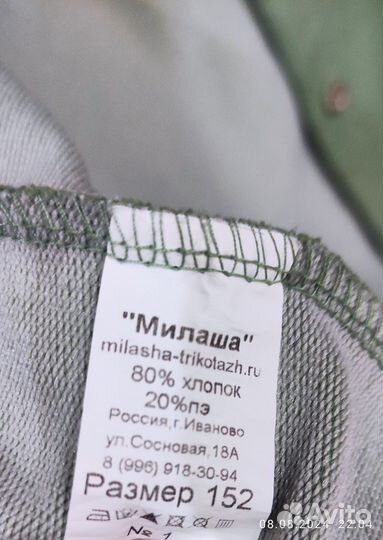 "Милаша"
milasha-trikotazh.ru
80% хлопок
20%пэ
Россия,г.Иваново
ул.Сосновая,18А
8 (996) 918-30-94
Размер 152
№ 1
08.08.2024 22:04
Avito